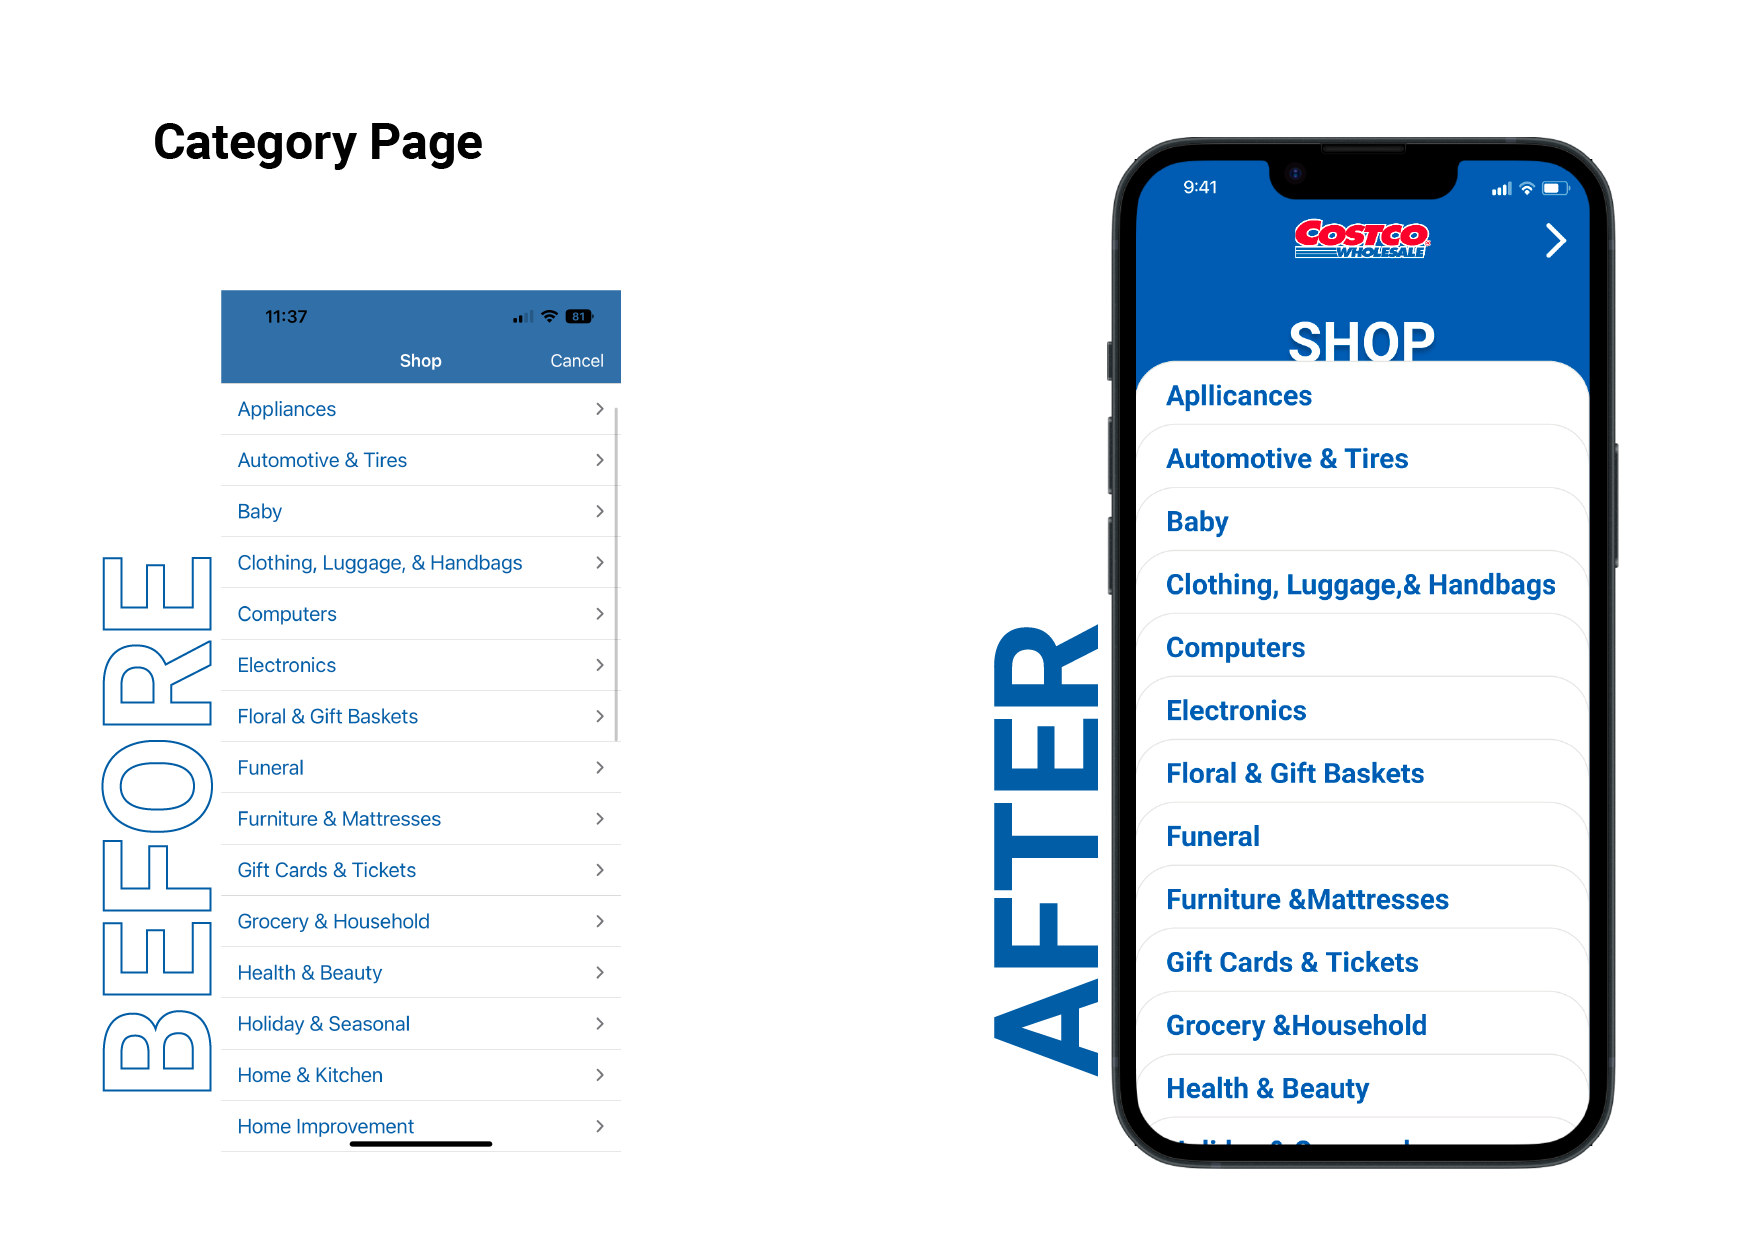 Category Page
BEFORE
11:37
81
Shop
Cancel
Appliances
Automotive & Tires
Baby
Clothing, Luggage, & Handbags
Computers
Electronics
Floral & Gift Baskets
Funeral
Furniture & Mattresses
Gift Cards & Tickets
Grocery & Household
Health & Beauty
Holiday & Seasonal
Home & Kitchen
Home Improvement
AFTER
9:41
COSTCO
WHOLESALE
SHOP
Apllicances
Automotive & Tires
Baby
Clothing, Luggage,& Handbags
Computers
Electronics
Floral & Gift Baskets
Funeral
Furniture &Mattresses
Gift Cards & Tickets
Grocery &Household
Health & Beauty